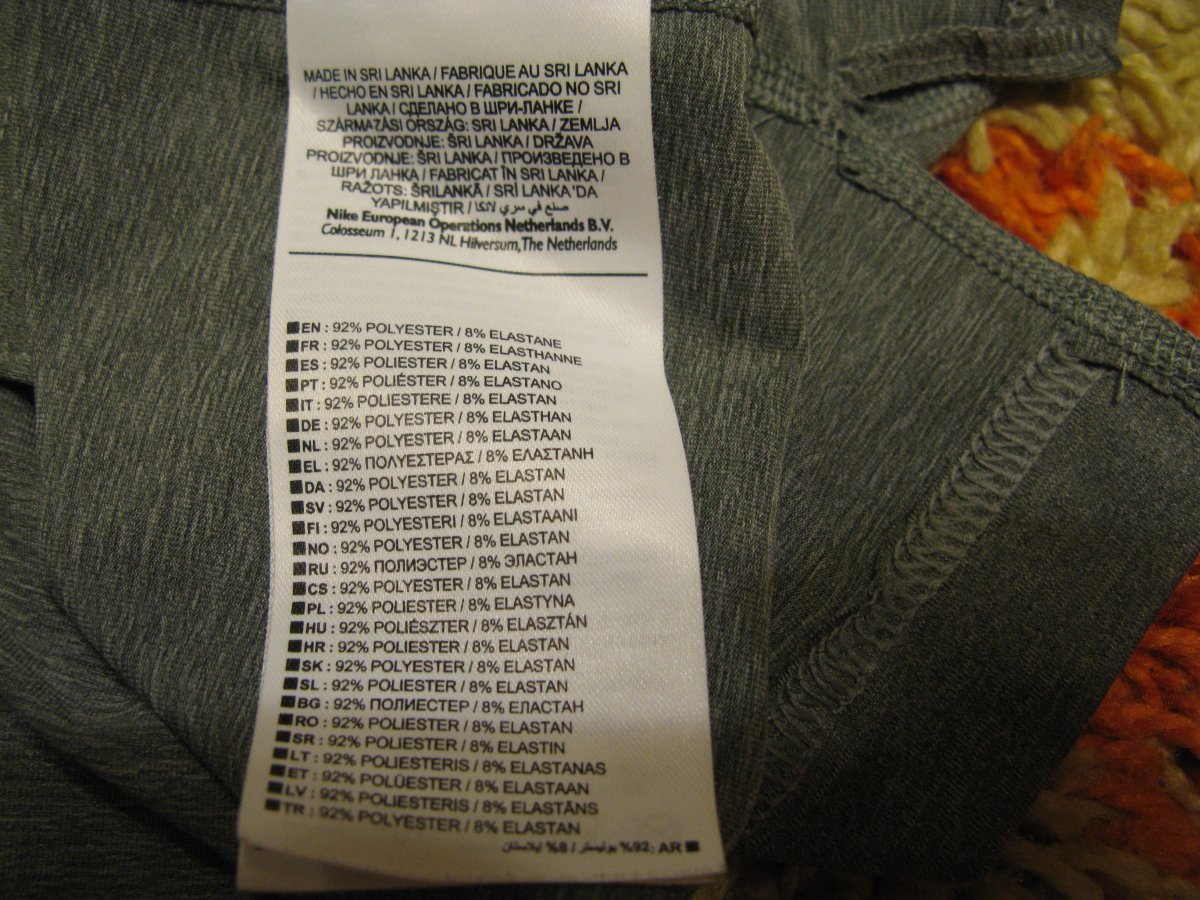 MADE IN SRI LANKA / FABRIQUE AU SRI LANKA
/ HECHO EN SRI LANKA / FABRICADO NO SRI
LANKA / СДЕЛАНО В ШРИ-ЛАНКЕ /
SZÁRMAZÁSI ORSZÁG: SRI LANKA / ZEMLJA
PROIZVODNJE: ŠRI LANKA / DRŽAVA
PROIZVODNJE: ŠRI LANKA / ПРОИЗВЕДЕНО В
ШРИ ЛАНКА / FABRICAT ÎN SRI LANKA /
RAŽOTS: ŠRILANKĀ / SRİ LANKA'DA
YAPILMIŞTIR / صنع في سري لانكا
Nike European Operations Netherlands B.V.
Colosseum 1, 1213 NL Hilversum, The Netherlands
EN : 92% POLYESTER / 8% ELASTANE
FR : 92% POLYESTER / 8% ELASTHANNE
ES : 92% POLIESTER / 8% ELASTAN
PT : 92% POLIÉSTER / 8% ELASTANO
IT : 92% POLIESTERE / 8% ELASTAN
DE : 92% POLYESTER / 8% ELASTHAN
NL : 92% POLYESTER / 8% ELASTAAN
EL : 92% ΠΟΛΥΕΣΤΕΡΑΣ / 8% ΕΛΑΣΤΑΝΗ
DA : 92% POLYESTER / 8% ELASTAN
SV : 92% POLYESTER / 8% ELASTAN
FI : 92% POLYESTERI / 8% ELASTAANI
NO : 92% POLYESTER / 8% ELASTAN
RU : 92% ПОЛИЭСТЕР / 8% ЭЛАСТАН
CS : 92% POLYESTER / 8% ELASTAN
PL : 92% POLIESTER / 8% ELASTYNA
HU : 92% POLIÉSZTER / 8% ELASZTÁN
HR : 92% POLIESTER / 8% ELASTAN
SK : 92% POLYESTER / 8% ELASTAN
SL : 92% POLIESTER / 8% ELASTAN
BG : 92% ПОЛИЕСТЕР / 8% ЕЛАСТАН
RO : 92% POLIESTER / 8% ELASTAN
SR : 92% POLIESTER / 8% ELASTIN
LT : 92% POLIESTERIS / 8% ELASTANAS
ET : 92% POLÜESTER / 8% ELASTAAN
LV : 92% POLIESTERIS / 8% ELASTĀNS
TR : 92% POLYESTER / 8% ELASTAN
AR :92% بوليستر / 8% إيلاستان